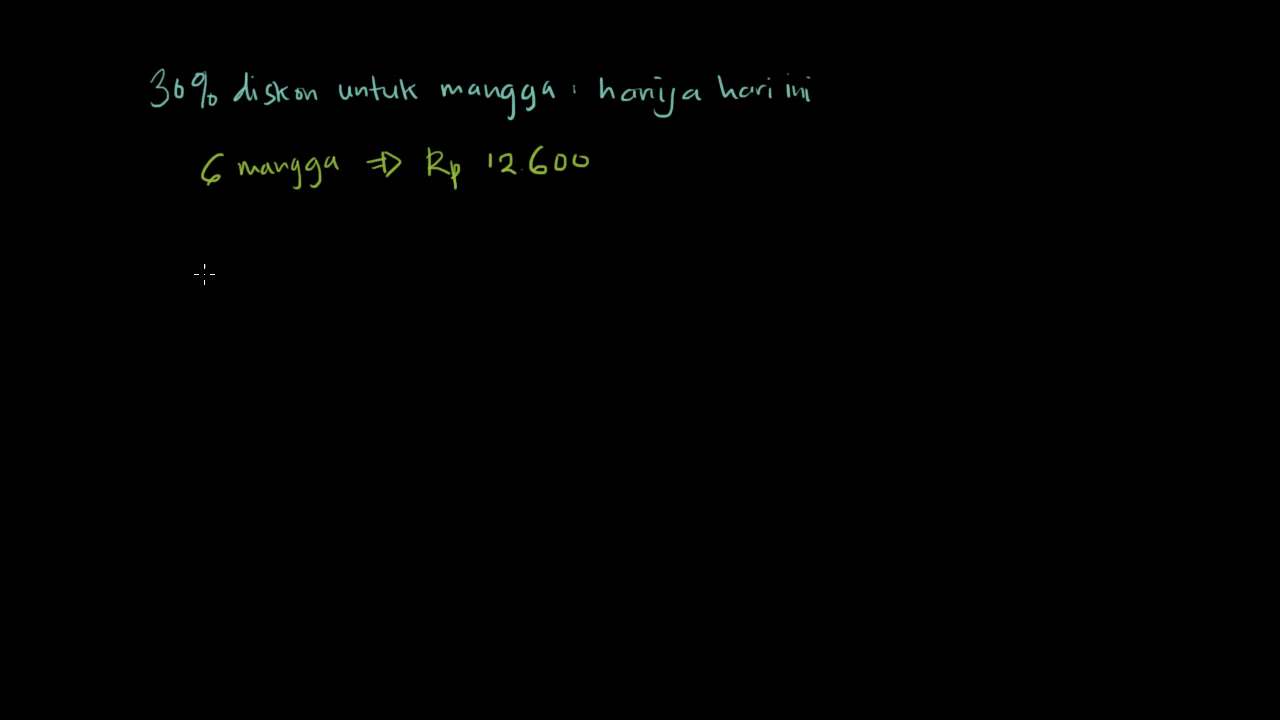 30% diskon untuk mangga, hanya hari ini
6 mangga ⇒ Rp 12.600